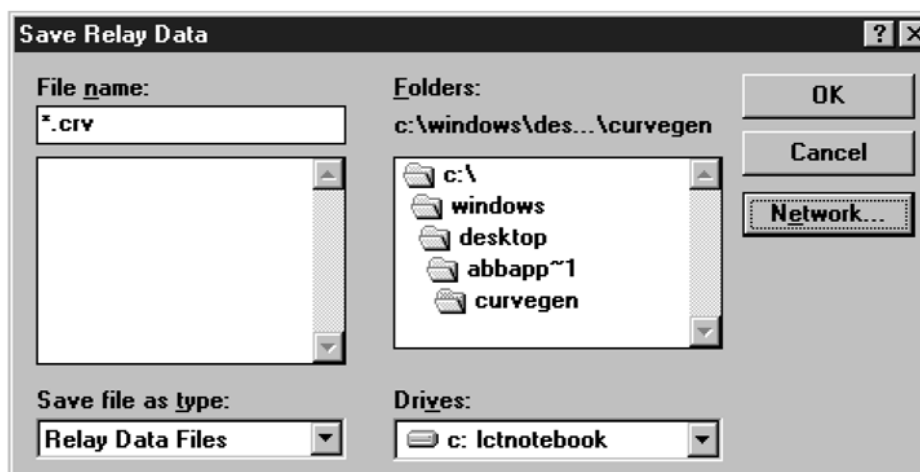 Save Relay Data
File name:
*.crv
Save file as type:
Relay Data Files
Folders:
c:\windows\des...\curvegen
c:\
windows
desktop
abbapp~1
curvegen
Drives:
c: lctnotebook
OK
Cancel
Network...